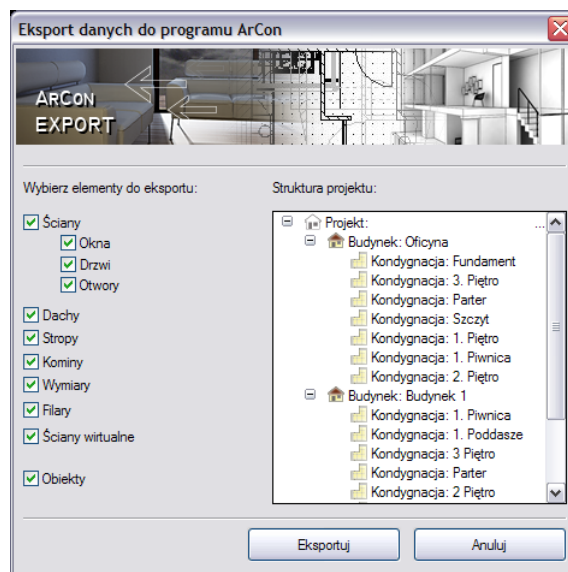 Eksport danych do programu ArCon
ARCON
EXPORT
Wybierz elementy do eksportu:
Ściany
Okna
Drzwi
Otwory
Dachy
Stropy
Kominy
Wymiary
Filary
Ściany wirtualne
Obiekty
Struktura projektu:
Projekt: ...
Budynek: Oficyna
Kondygnacja: Fundament
Kondygnacja: 3. Piętro
Kondygnacja: Parter
Kondygnacja: Szczyt
Kondygnacja: 1. Piętro
Kondygnacja: 1. Piwnica
Kondygnacja: 2. Piętro
Budynek: Budynek 1
Kondygnacja: 1. Piwnica
Kondygnacja: 1. Poddasze
Kondygnacja: 3 Piętro
Kondygnacja: Parter
Kondygnacja: 2 Piętro
Eksportuj
Anuluj